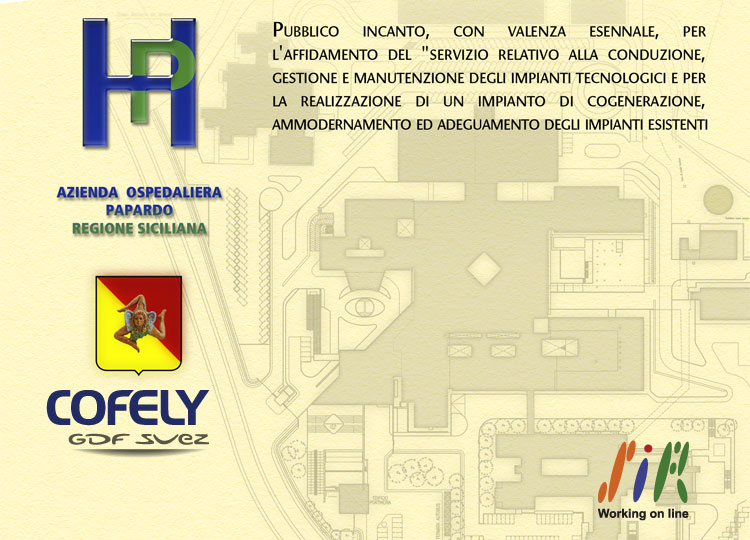 Pubblico incanto, con valenza esennale, per
l'affidamento del "servizio relativo alla conduzione,
gestione e manutenzione degli impianti tecnologici e per
la realizzazione di un impianto di cogenerazione,
ammodernamento ed adeguamento degli impianti esistenti
HP
AZIENDA OSPEDALIERA
PAPARDO
REGIONE SICILIANA
COFELY
GDF SUEZ
SiR
Working on line